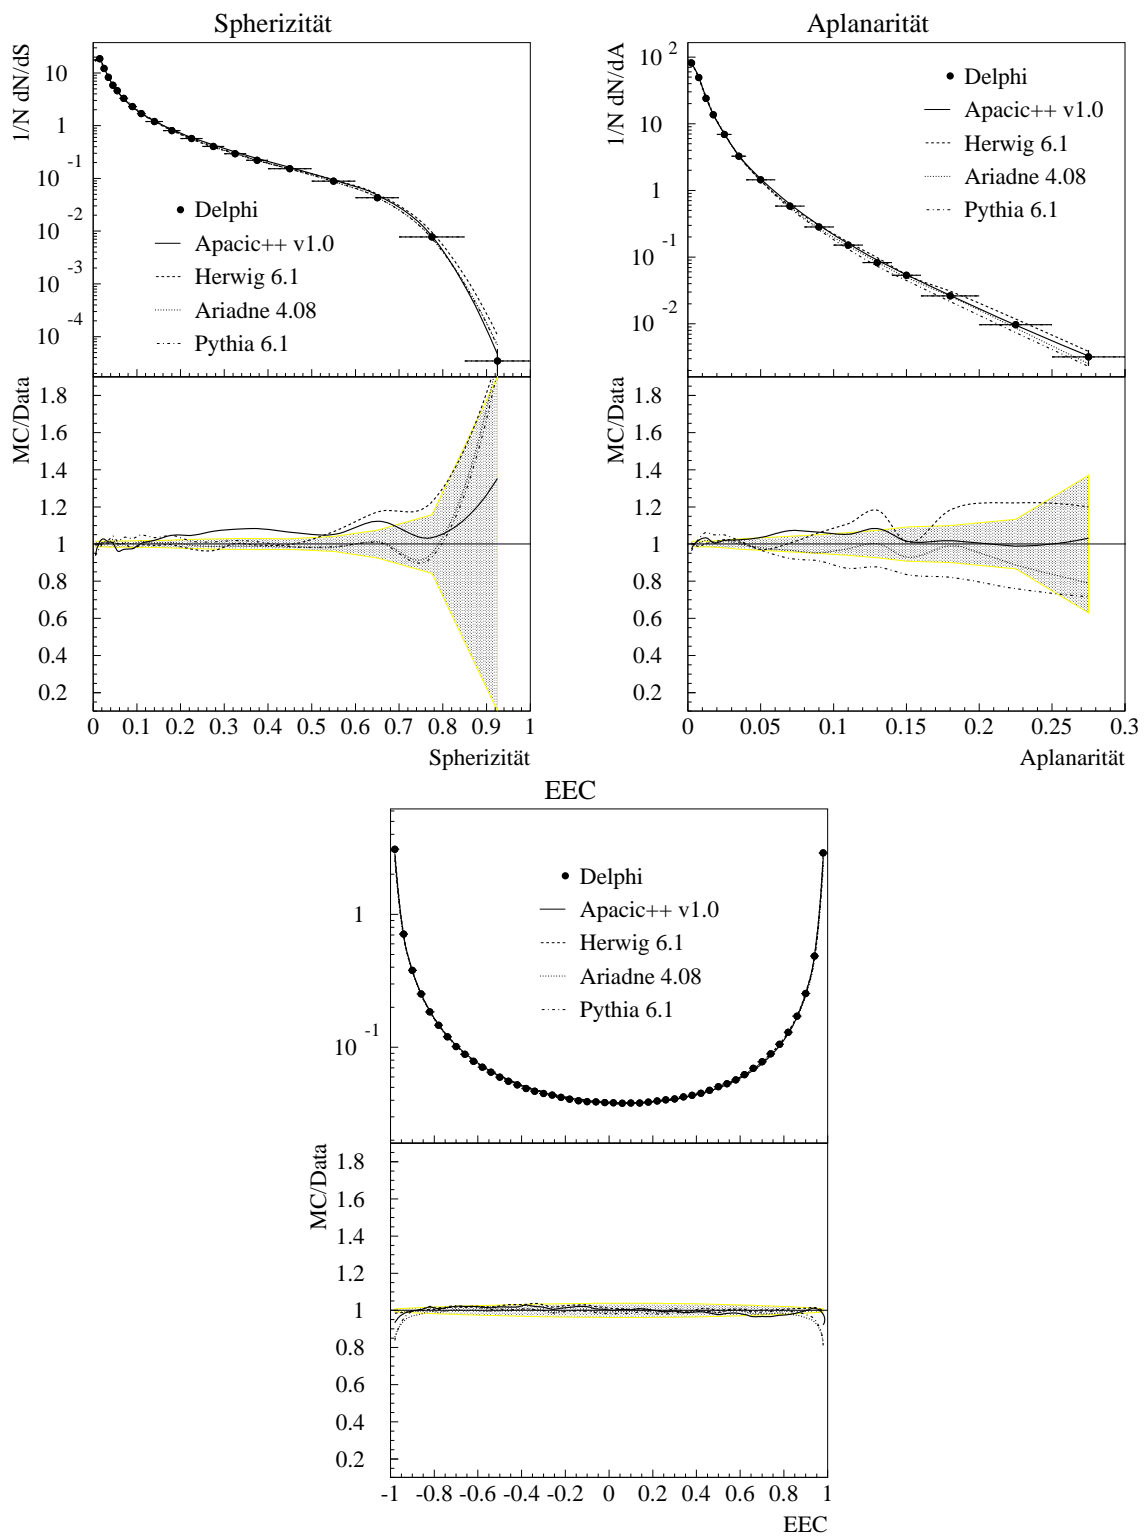 Spherizität
1/N dN/dS
10
1
10 -1
10 -2
10 -3
10 -4
Delphi
Apacic++ v1.0
Herwig 6.1
Ariadne 4.08
Pythia 6.1
MC/Data
1.8
1.6
1.4
1.2
1
0.8
0.6
0.4
0.2
0 0.1 0.2 0.3 0.4 0.5 0.6 0.7 0.8 0.9 1
Spherizität
Aplanarität
1/N dN/dA
10 2
10
1
10 -1
10 -2
Delphi
Apacic++ v1.0
Herwig 6.1
Ariadne 4.08
Pythia 6.1
MC/Data
1.8
1.6
1.4
1.2
1
0.8
0.6
0.4
0.2
0 0.05 0.1 0.15 0.2 0.25 0.3
Aplanarität
EEC
1
10 -1
Delphi
Apacic++ v1.0
Herwig 6.1
Ariadne 4.08
Pythia 6.1
MC/Data
1.8
1.6
1.4
1.2
1
0.8
0.6
0.4
0.2
-1 -0.8 -0.6 -0.4 -0.2 0 0.2 0.4 0.6 0.8 1
EEC